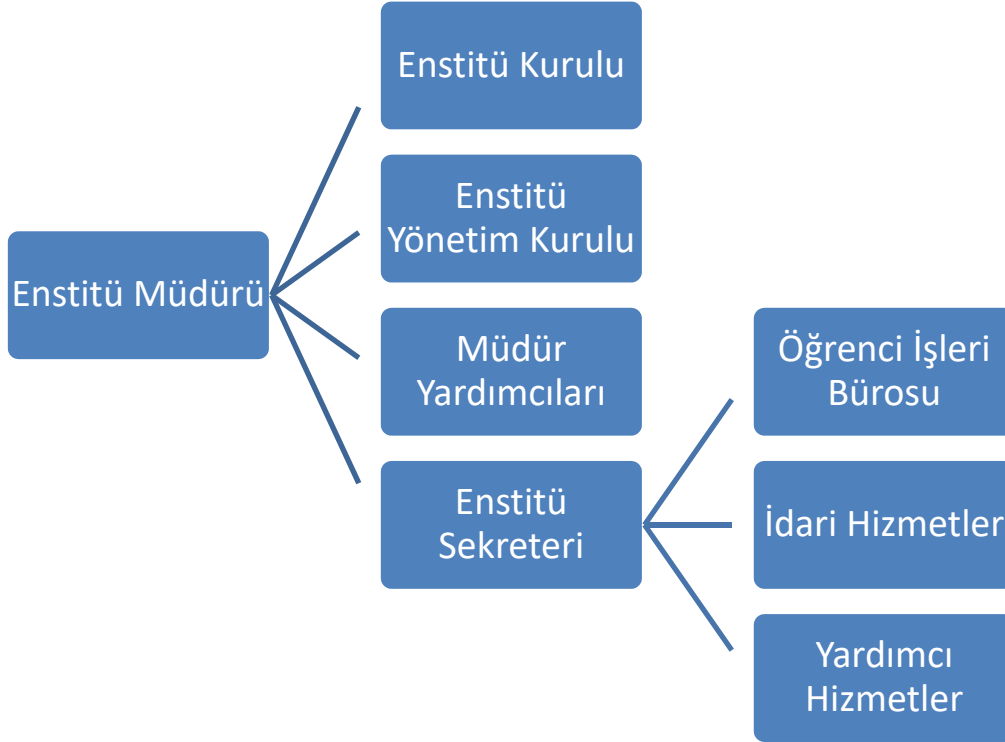 Enstitü Kurulu
Enstitü
Yönetim Kurulu
Enstitü Müdürü
Müdür
Yardımcıları
Öğrenci İşleri
Bürosu
Enstitü
Sekreteri
İdari Hizmetler
Yardımcı
Hizmetler